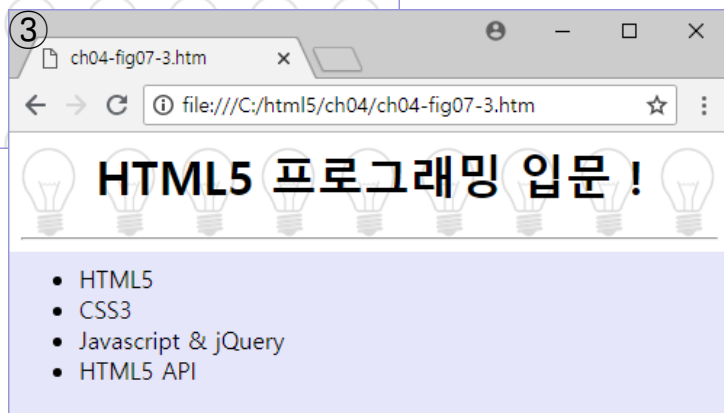 ③
ch04-fig07-3.htm
file:///C:/html5/ch04/ch04-fig07-3.htm
HTML5 프로그래밍 입문 !
• HTML5
• CSS3
• Javascript & jQuery
• HTML5 API